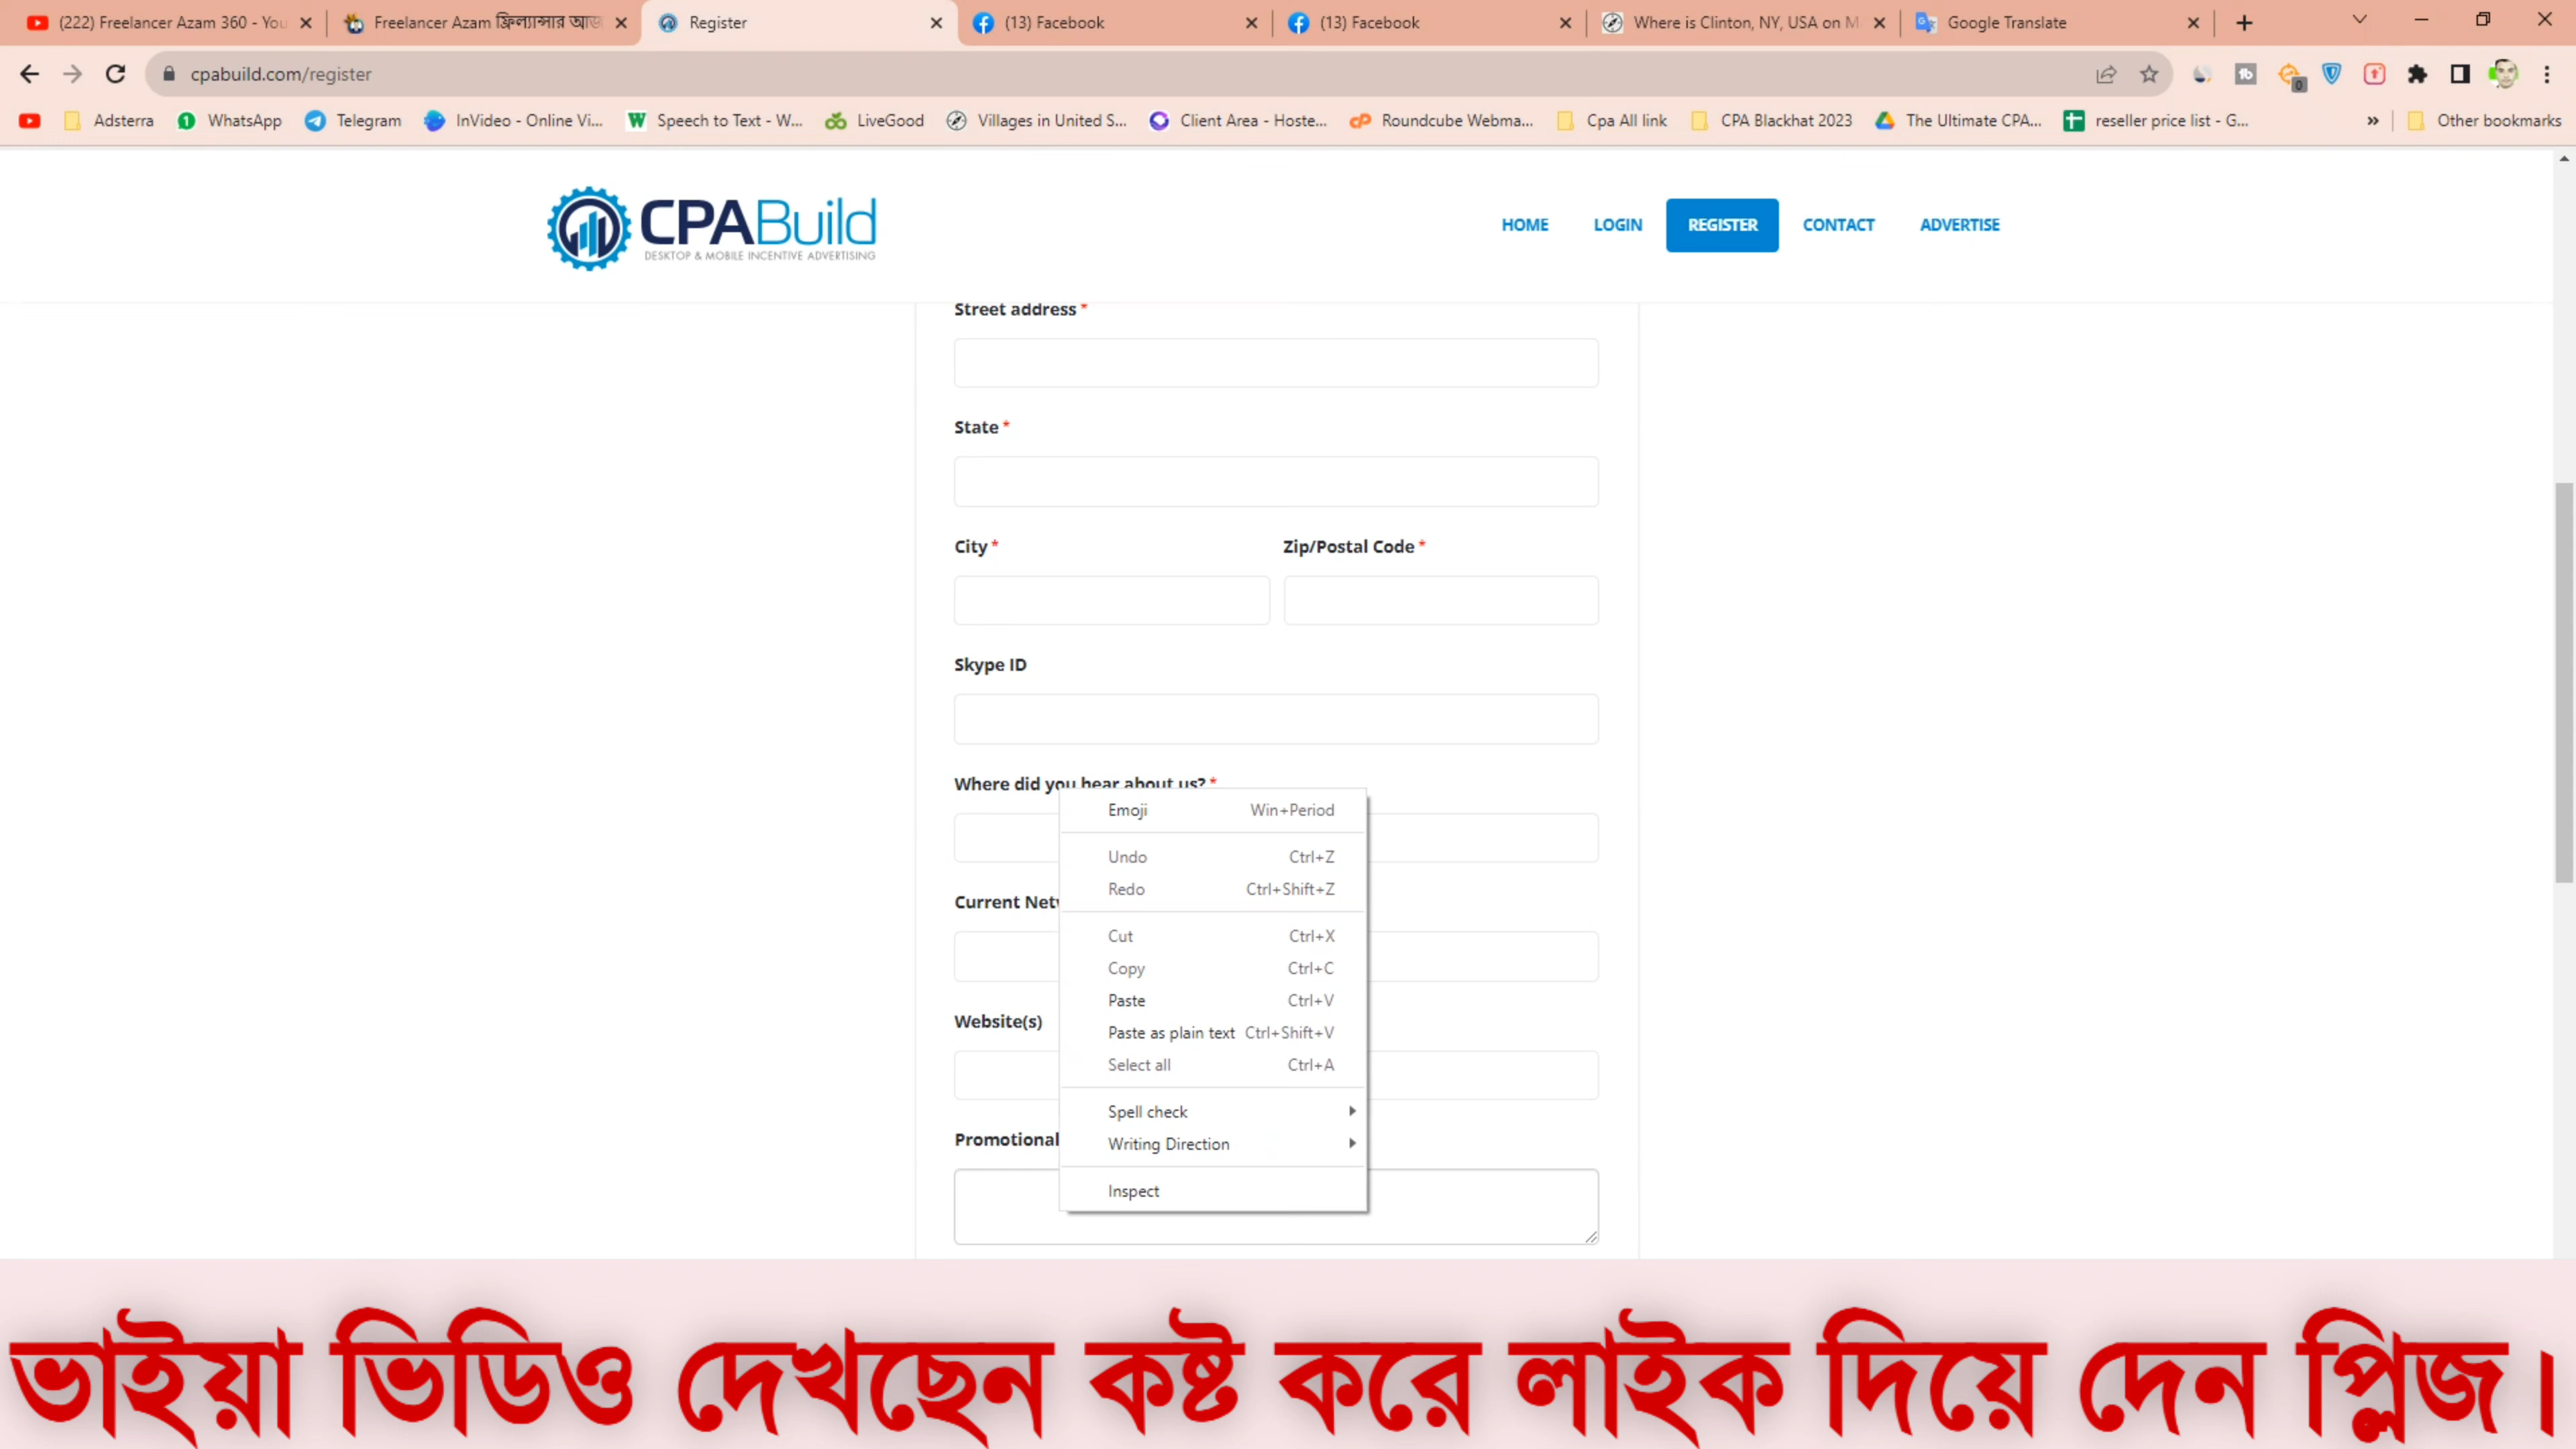 (222) Freelancer Azam 360 - You
Freelancer Azam ফ্রিল্যান্সার আজ
Register
(13) Facebook
(13) Facebook
Where is Clinton, NY, USA on M
Google Translate
cpabuild.com/register
Adsterra
WhatsApp
Telegram
InVideo - Online Vi...
Speech to Text - W...
LiveGood
Villages in United S...
Client Area - Hoste...
Roundcube Webma...
Cpa All link
CPA Blackhat 2023
The Ultimate CPA...
reseller price list - G...
Other bookmarks
CPABuild
DESKTOP & MOBILE INCENTIVE ADVERTISING
HOME
LOGIN
REGISTER
CONTACT
ADVERTISE
Street address *
State *
City *
Zip/Postal Code *
Skype ID
Where did you hear about us? *
Emoji Win+Period
Undo Ctrl+Z
Redo Ctrl+Shift+Z
Current Net
Cut Ctrl+X
Copy Ctrl+C
Paste Ctrl+V
Website(s)
Paste as plain text Ctrl+Shift+V
Select all Ctrl+A
Spell check
Promotional
Writing Direction
Inspect
ভাইয়া ভিডিও দেখছেন কষ্ট করে লাইক দিয়ে দেন প্লিজ।